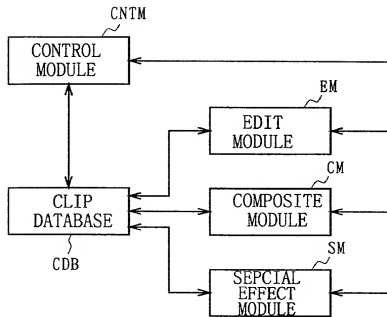 CNTM
CONTROL
MODULE
EM
EDIT
MODULE
CM
CLIP
DATABASE
COMPOSITE
MODULE
CDB
SM
SEPCIAL
EFFECT
MODULE